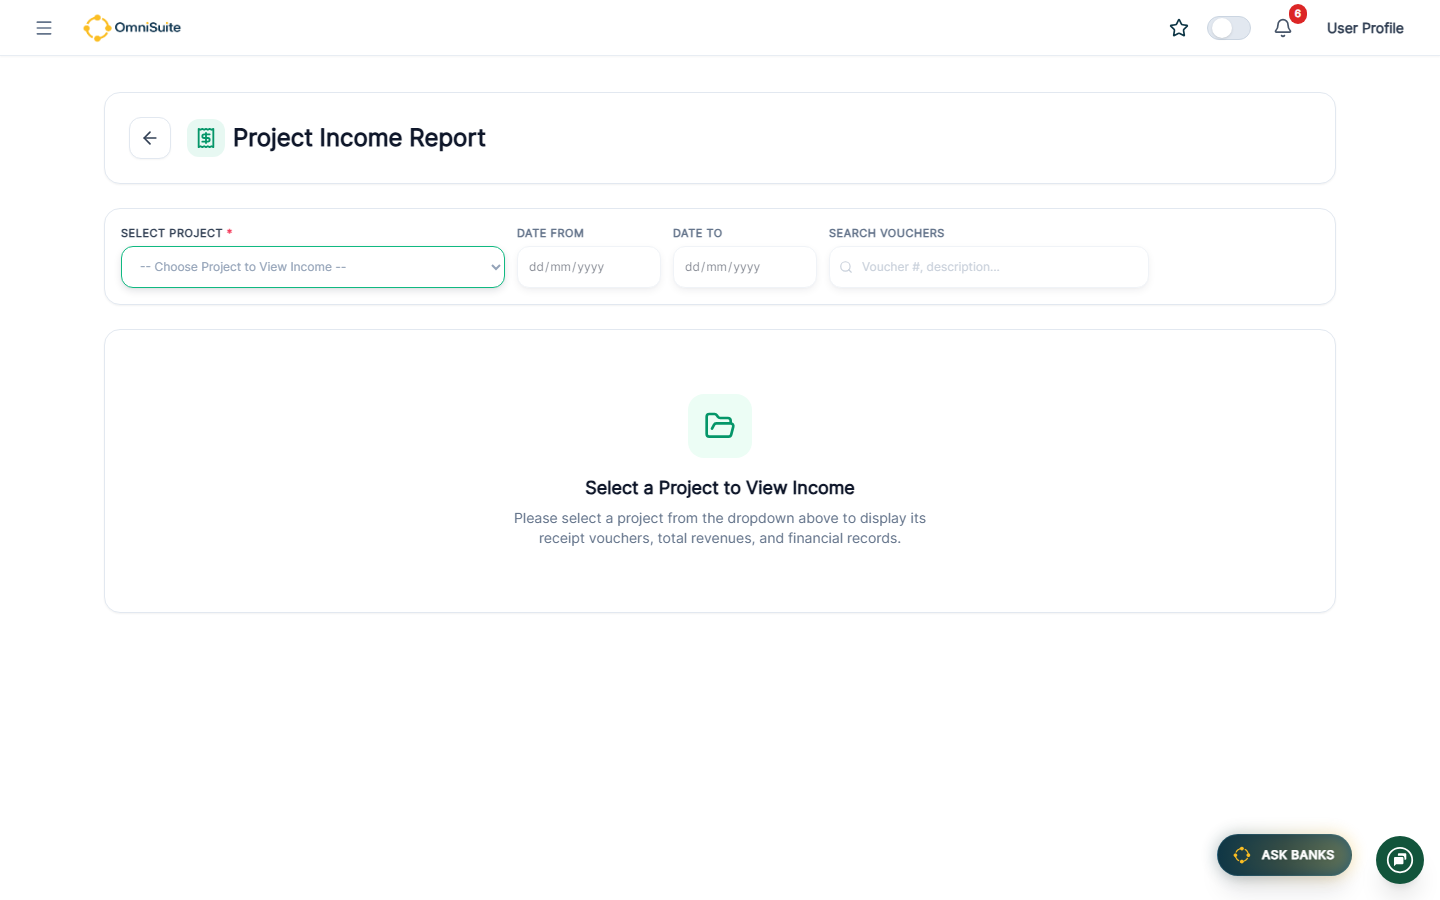 OmniSuite
6
User Profile
Project Income Report
SELECT PROJECT *
DATE FROM
DATE TO
SEARCH VOUCHERS
-- Choose Project to View Income --
dd/mm/yyyy
dd/mm/yyyy
Voucher #, description...
Select a Project to View Income
Please select a project from the dropdown above to display its
receipt vouchers, total revenues, and financial records.
ASK BANKS